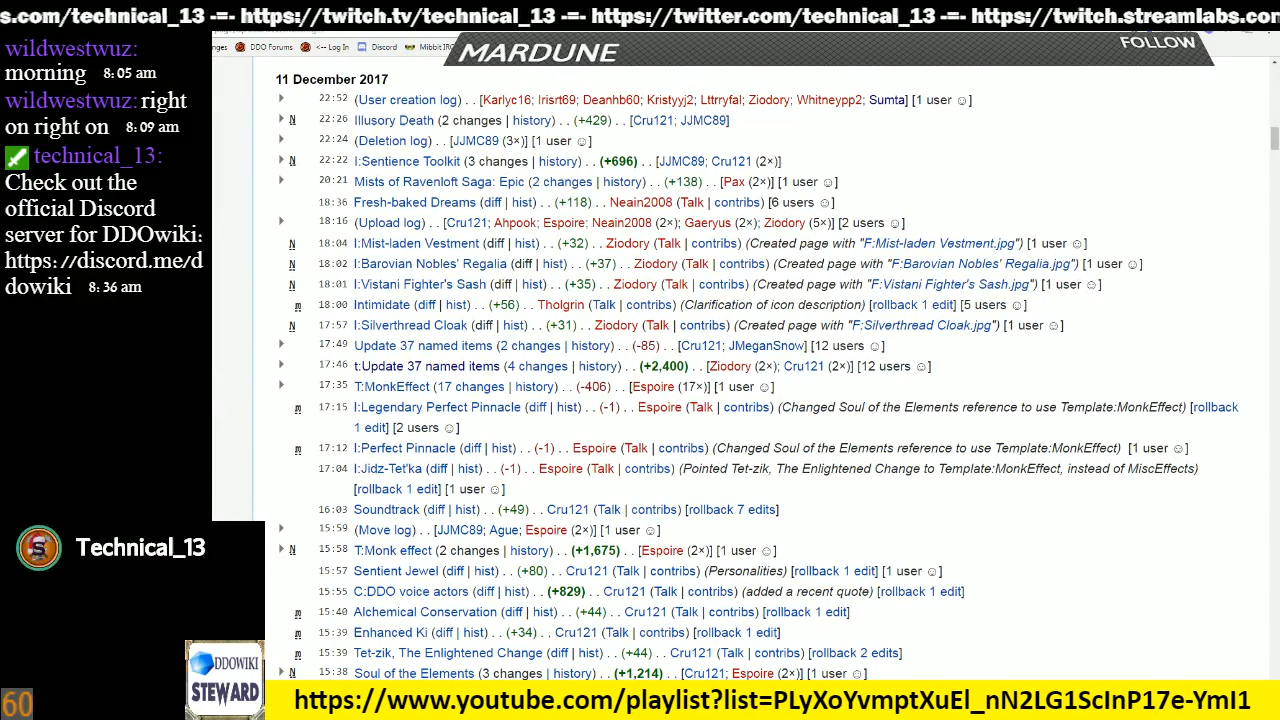 s.com/technical_13 -=- https://twitch.tv/technical_13 -=- https://twitter.com/technical_13 -=- https://twitch.streamlabs.co
DDO Forums <-- Log In Discord Mibbit IR
MARDUNE
FOLLOW
wildwestwuz:
morning 8:05 am
wildwestwuz: right
on right on 8:09 am
technical_13:
Check out the
official Discord
server for DDOwiki:
https://discord.me/d
dowiki 8:36 am
11 December 2017
22:52 (User creation log) . . [Karlyc16; Irisrt69; Deanhb60; Kristyyj2; Lttrryfal; Ziodory; Whitneypp2; Sumta] [1 user ☺]
N 22:26 Illusory Death (2 changes | history) . . (+429) . . [Cru121; JJMC89]
22:24 (Deletion log) . . [JJMC89 (3×)] [1 user ☺]
N 22:22 I:Sentience Toolkit (3 changes | history) . . (+696) . . [JJMC89; Cru121 (2×)]
20:21 Mists of Ravenloft Saga: Epic (2 changes | history) . . (+138) . . [Pax (2×)] [1 user ☺]
18:36 Fresh-baked Dreams (diff | hist) . . (+118) . . Neain2008 (Talk | contribs) [6 users ☺]
18:16 (Upload log) . . [Cru121; Ahpook; Espoire; Neain2008 (2×); Gaeryus (2×); Ziodory (5×)] [2 users ☺]
N 18:04 I:Mist-laden Vestment (diff | hist) . . (+32) . . Ziodory (Talk | contribs) (Created page with "F:Mist-laden Vestment.jpg") [1 user ☺]
N 18:02 I:Barovian Nobles' Regalia (diff | hist) . . (+37) . . Ziodory (Talk | contribs) (Created page with "F:Barovian Nobles' Regalia.jpg") [1 user ☺]
N 18:01 I:Vistani Fighter's Sash (diff | hist) . . (+35) . . Ziodory (Talk | contribs) (Created page with "F:Vistani Fighter's Sash.jpg") [1 user ☺]
m 18:00 Intimidate (diff | hist) . . (+56) . . Tholgrin (Talk | contribs) (Clarification of icon description) [rollback 1 edit] [5 users ☺]
N 17:57 I:Silverthread Cloak (diff | hist) . . (+31) . . Ziodory (Talk | contribs) (Created page with "F:Silverthread Cloak.jpg") [1 user ☺]
17:49 Update 37 named items (2 changes | history) . . (-85) . . [Cru121; JMeganSnow] [12 users ☺]
17:46 t:Update 37 named items (4 changes | history) . . (+2,400) . . [Ziodory (2×); Cru121 (2×)] [12 users ☺]
17:35 T:MonkEffect (17 changes | history) . . (-406) . . [Espoire (17×)] [1 user ☺]
m 17:15 I:Legendary Perfect Pinnacle (diff | hist) . . (-1) . . Espoire (Talk | contribs) (Changed Soul of the Elements reference to use Template:MonkEffect) [rollback
1 edit] [2 users ☺]
m 17:12 I:Perfect Pinnacle (diff | hist) . . (-1) . . Espoire (Talk | contribs) (Changed Soul of the Elements reference to use Template:MonkEffect) [1 user ☺]
17:04 I:Jidz-Tet'ka (diff | hist) . . (-1) . . Espoire (Talk | contribs) (Pointed Tet-zik, The Enlightened Change to Template:MonkEffect, instead of MiscEffects)
[rollback 1 edit] [1 user ☺]
16:03 Soundtrack (diff | hist) . . (+49) . . Cru121 (Talk | contribs) [rollback 7 edits]
15:59 (Move log) . . [JJMC89; Ague; Espoire (2×)] [1 user ☺]
N 15:58 T:Monk effect (2 changes | history) . . (+1,675) . . [Espoire (2×)] [1 user ☺]
15:57 Sentient Jewel (diff | hist) . . (+80) . . Cru121 (Talk | contribs) (Personalities) [rollback 1 edit] [1 user ☺]
15:55 C:DDO voice actors (diff | hist) . . (+829) . . Cru121 (Talk | contribs) (added a recent quote) [rollback 1 edit]
m 15:40 Alchemical Conservation (diff | hist) . . (+44) . . Cru121 (Talk | contribs) [rollback 1 edit]
m 15:39 Enhanced Ki (diff | hist) . . (+34) . . Cru121 (Talk | contribs) [rollback 1 edit]
m 15:39 Tet-zik, The Enlightened Change (diff | hist) . . (+44) . . Cru121 (Talk | contribs) [rollback 2 edits]
N 15:38 Soul of the Elements (3 changes | history) . . (+1,214) . . [Cru121; Espoire (2×)] [1 user ☺]
Technical_13
DDOWIKI
STEWARD
60
https://www.youtube.com/playlist?list=PLyXoYvmptXuEl_nN2LG1ScInP17e-YmI1